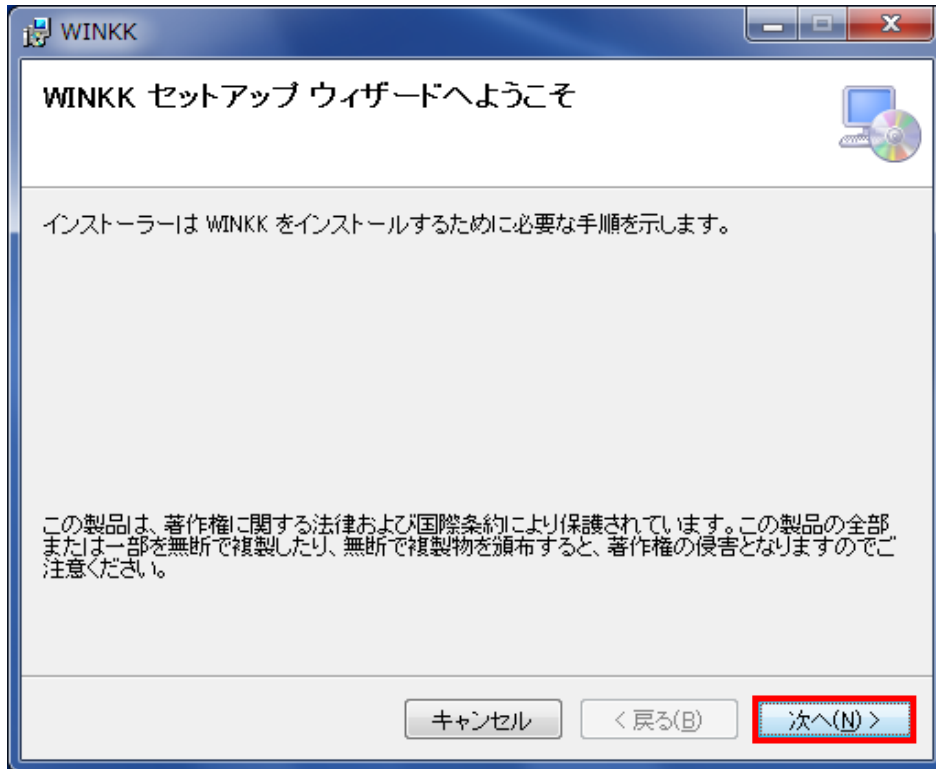 WINKK
WINKK セットアップ ウィザードへようこそ
インストーラーは WINKK をインストールするために必要な手順を示します。
この製品は、著作権に関する法律および国際条約により保護されています。この製品の全部
または一部を無断で複製したり、無断で複製物を頒布すると、著作権の侵害となりますのでご
注意ください。
キャンセル
< 戻る(B)
次へ(N) >